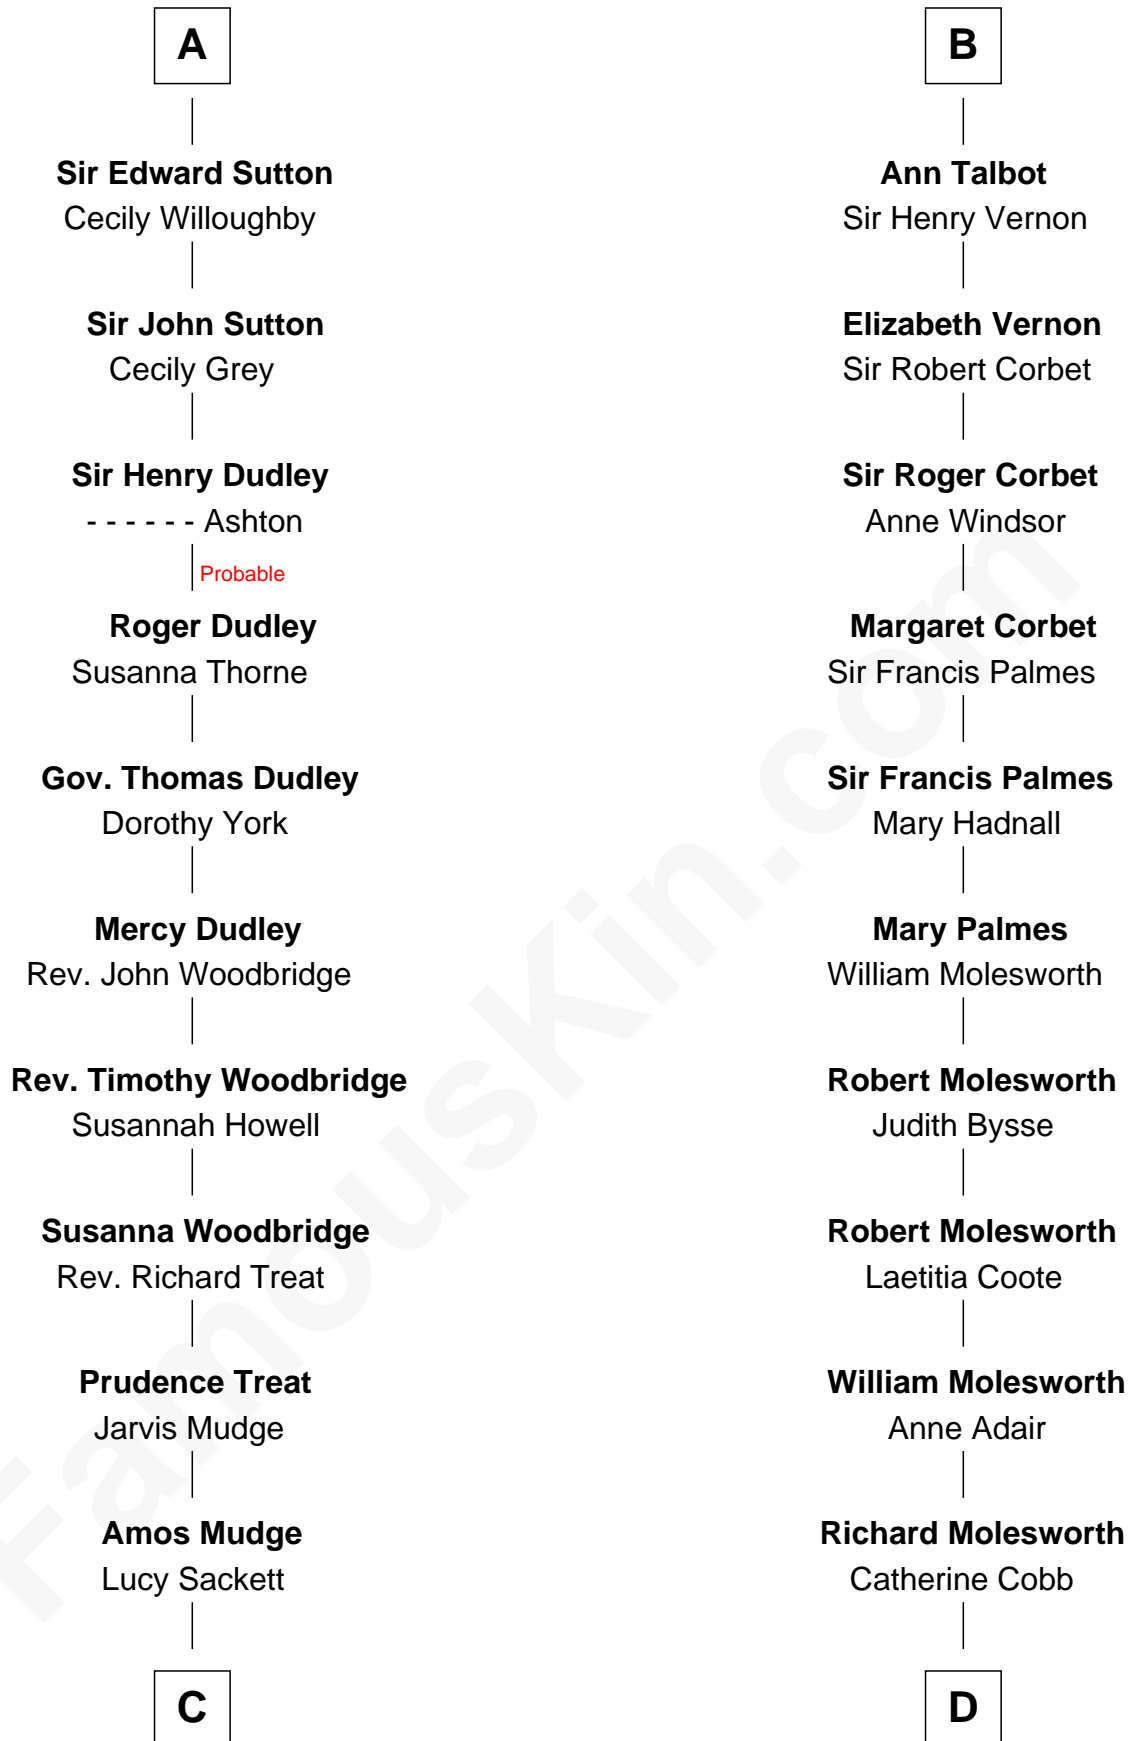 A
Sir Edward Sutton
Cecily Willoughby
Sir John Sutton
Cecily Grey
Sir Henry Dudley
- - - - - - Ashton
Probable
Roger Dudley
Susanna Thorne
Gov. Thomas Dudley
Dorothy York
Mercy Dudley
Rev. John Woodbridge
Rev. Timothy Woodbridge
Susannah Howell
Susanna Woodbridge
Rev. Richard Treat
Prudence Treat
Jarvis Mudge
Amos Mudge
Lucy Sackett
C
B
Ann Talbot
Sir Henry Vernon
Elizabeth Vernon
Sir Robert Corbet
Sir Roger Corbet
Anne Windsor
Margaret Corbet
Sir Francis Palmes
Sir Francis Palmes
Mary Hadnall
Mary Palmes
William Molesworth
Robert Molesworth
Judith Bysse
Robert Molesworth
Laetitia Coote
William Molesworth
Anne Adair
Richard Molesworth
Catherine Cobb
D
FamousKin.com